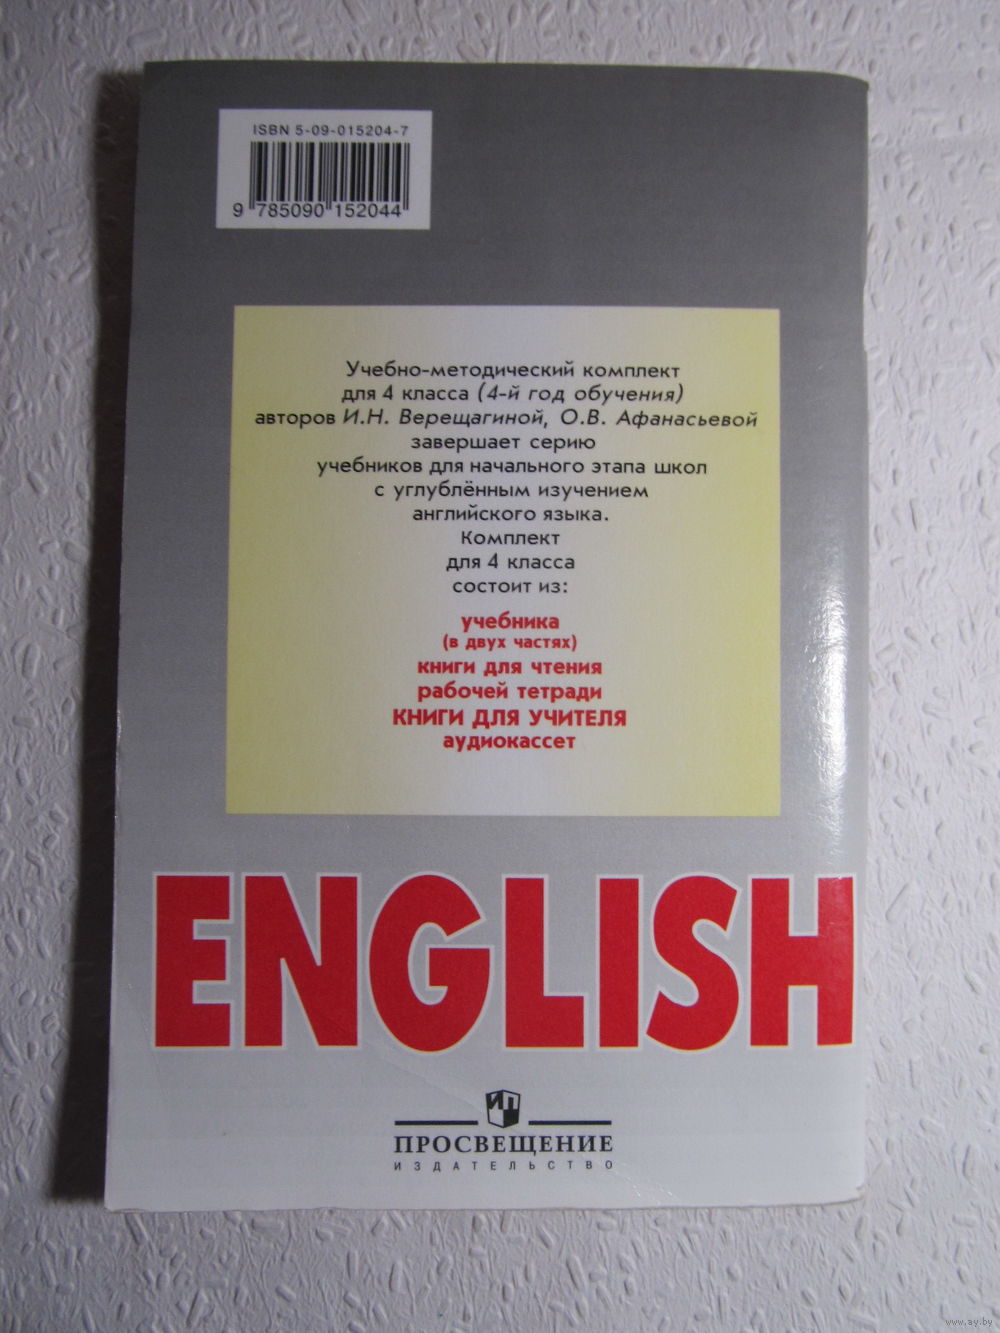 ISBN 5-09-015204-7
9 785090 152044
Учебно-методический комплект
для 4 класса (4-й год обучения)
авторов И.Н. Верещагиной, О.В. Афанасьевой
завершает серию
учебников для начального этапа школ
с углублённым изучением
английского языка.
Комплект
для 4 класса
состоит из:
учебника
(в двух частях)
книги для чтения
рабочей тетради
КНИГИ ДЛЯ УЧИТЕЛЯ
аудиокассет
ENGLISH
ИП
ПРОСВЕЩЕНИЕ
ИЗДАТЕЛЬСТВО
www.ay.by